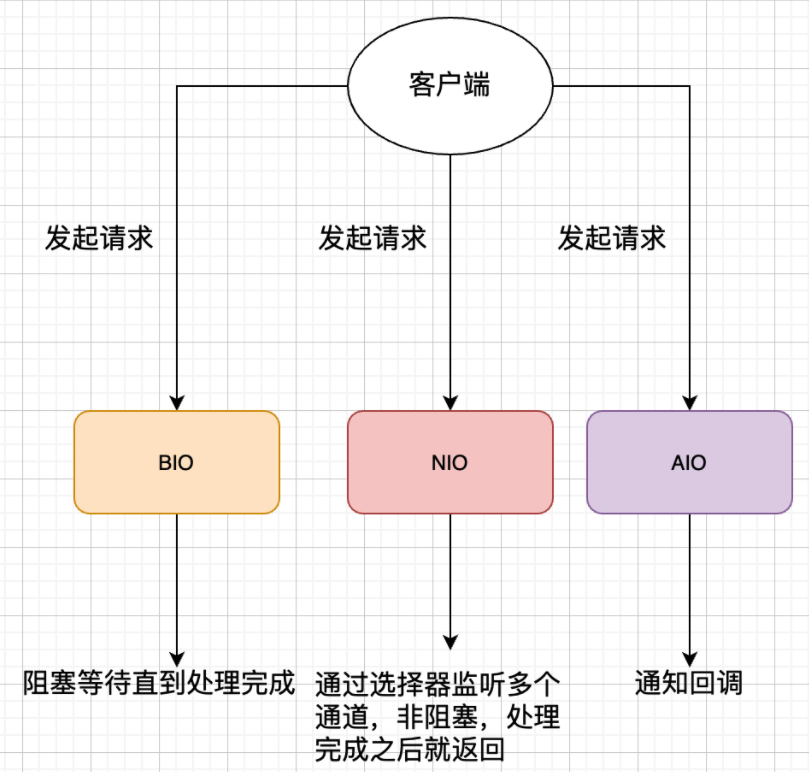 客户端
发起请求
发起请求
发起请求
BIO
NIO
AIO
阻塞等待直到处理完成
通过选择器监听多个
通道，非阻塞，处理
完成之后就返回
通知回调